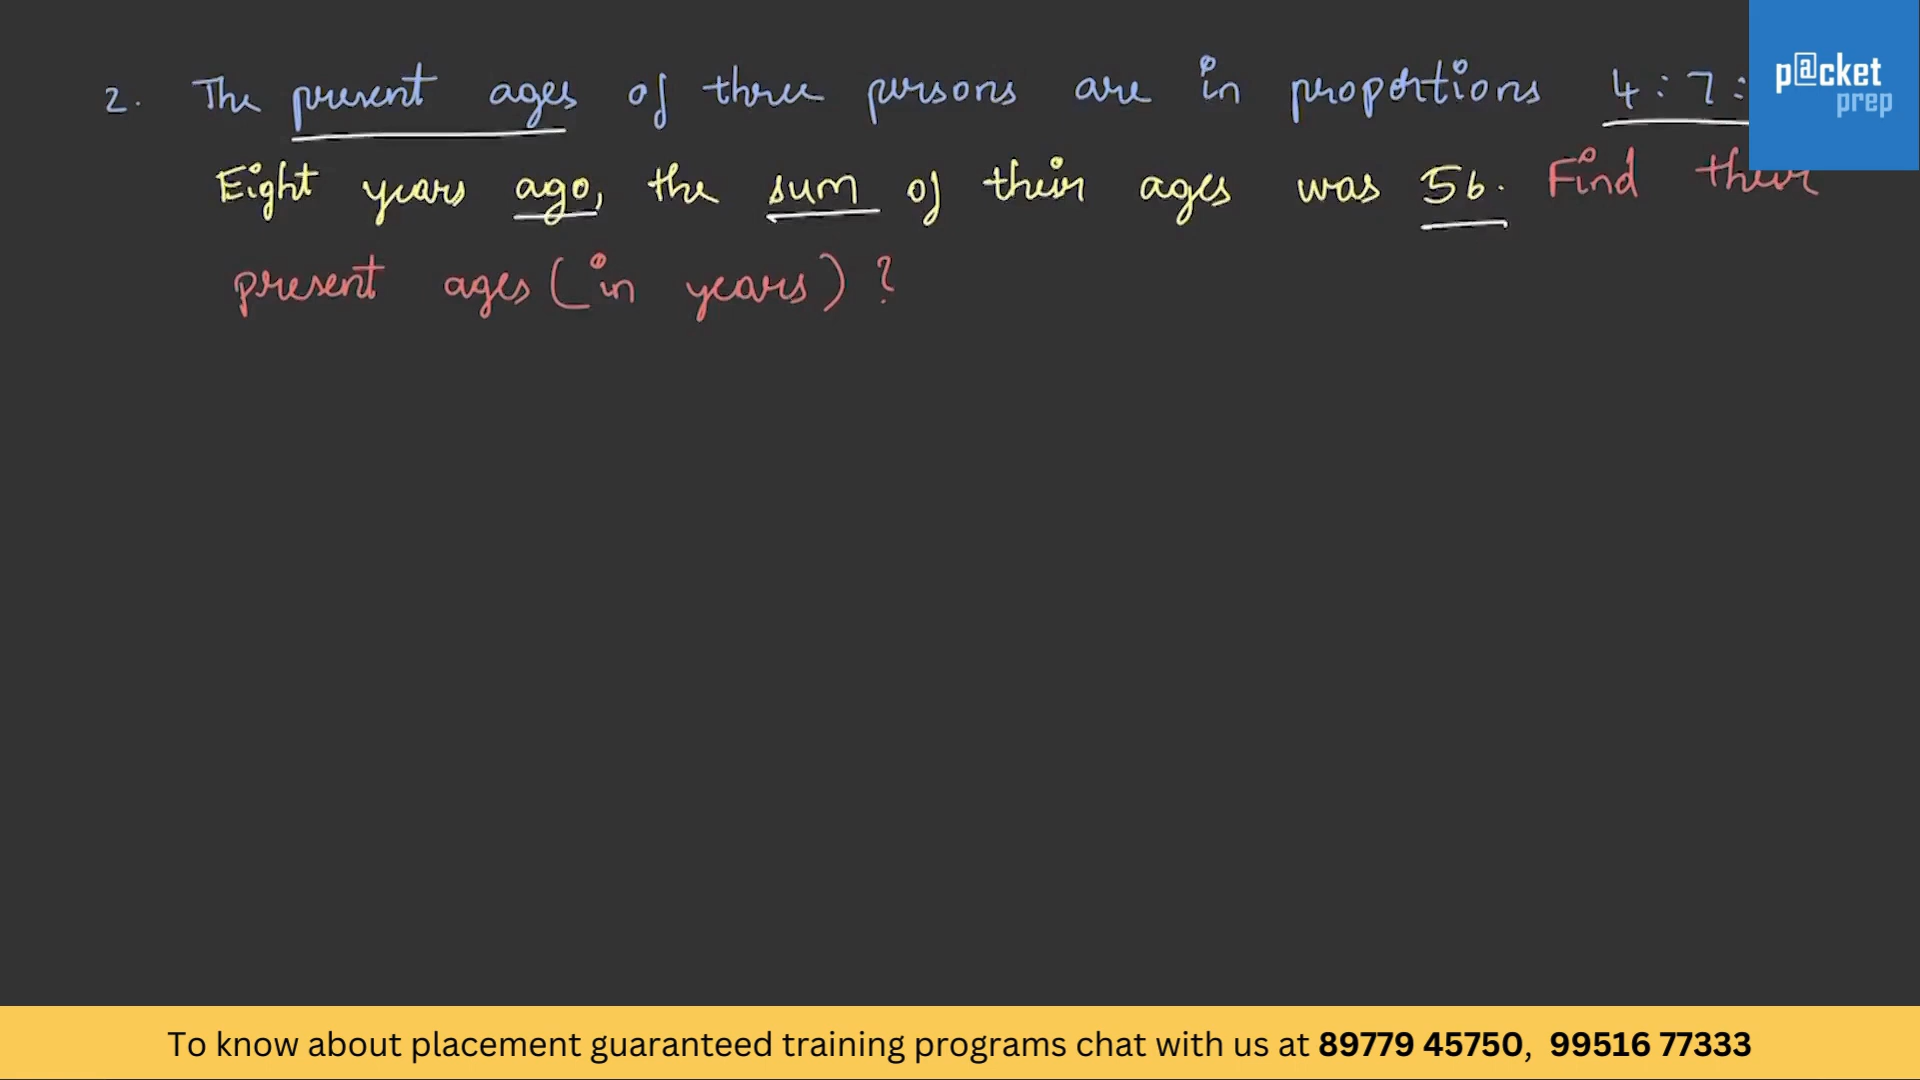 2. The present ages of three persons are in proportions 4:7:
Eight years ago, the sum of their ages was 56. Find their
present ages (in years)?
p@cket
prep
To know about placement guaranteed training programs chat with us at 89779 45750, 99516 77333